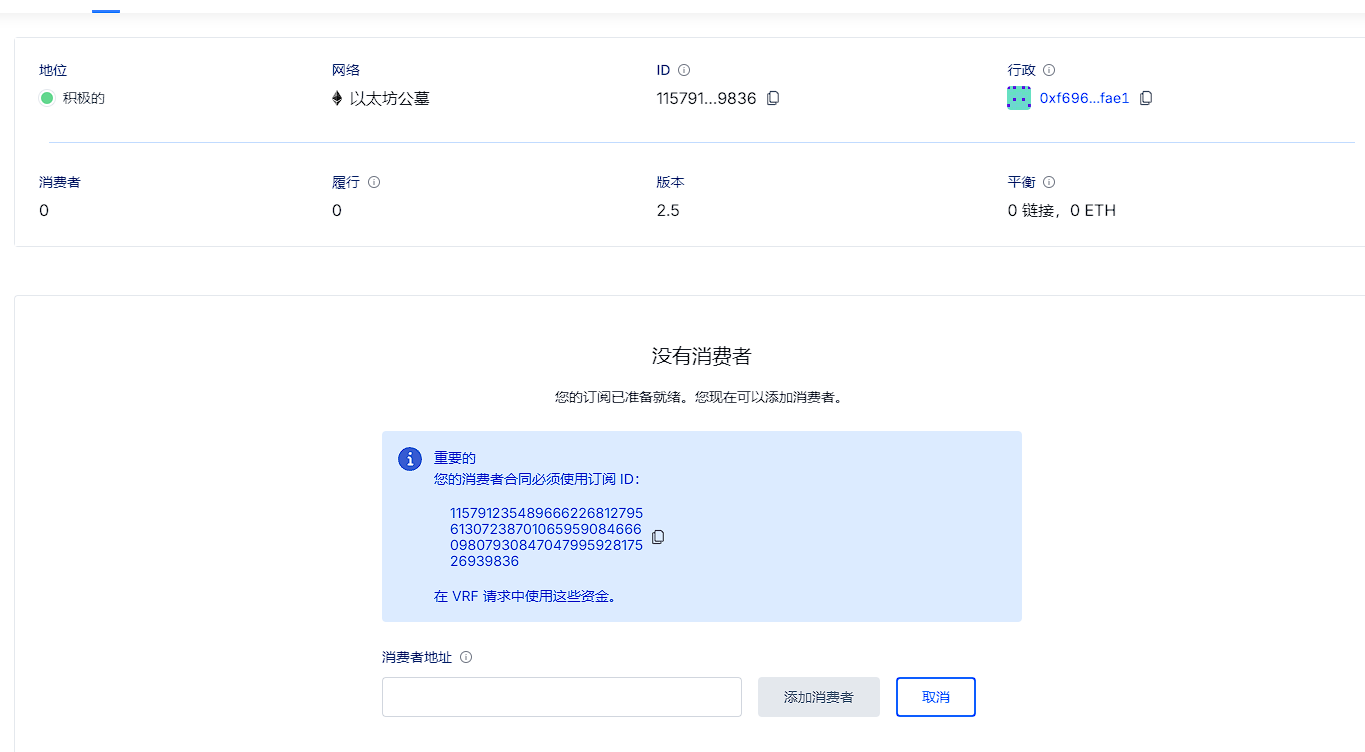 地位
网络
ID
行政
积极的
以太坊公墓
115791...9836
0xf696...fae1
消费者
履行
版本
平衡
0
0
2.5
0 链接，0 ETH
没有消费者
您的订阅已准备就绪。您现在可以添加消费者。
重要的
您的消费者合同必须使用订阅 ID：
115791235489666226812795
61307238701065959084666
09807930847047995928175
26939836
在 VRF 请求中使用这些资金。
消费者地址
添加消费者
取消